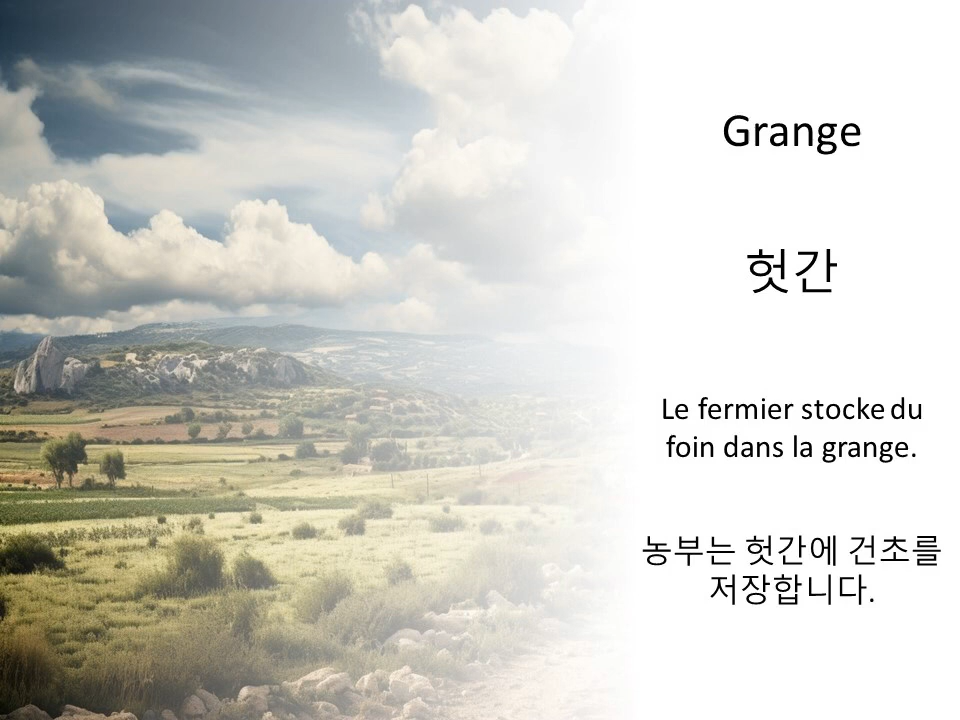 Grange
헛간
Le fermier stocke du
foin dans la grange.
농부는 헛간에 건초를
저장합니다.